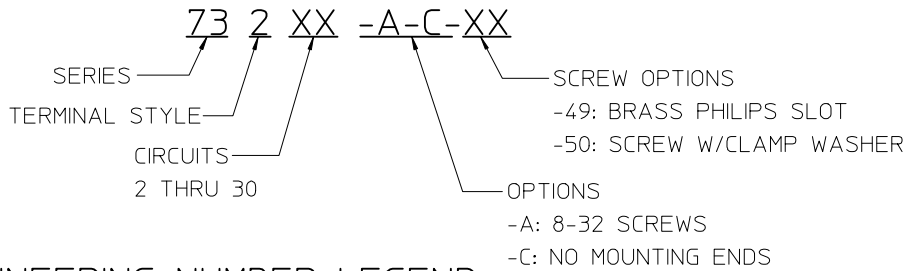 73 2 XX -A-C-XX
SERIES
TERMINAL STYLE
CIRCUITS
2 THRU 30
SCREW OPTIONS
-49: BRASS PHILIPS SLOT
-50: SCREW W/CLAMP WASHER
OPTIONS
-A: 8-32 SCREWS
-C: NO MOUNTING ENDS